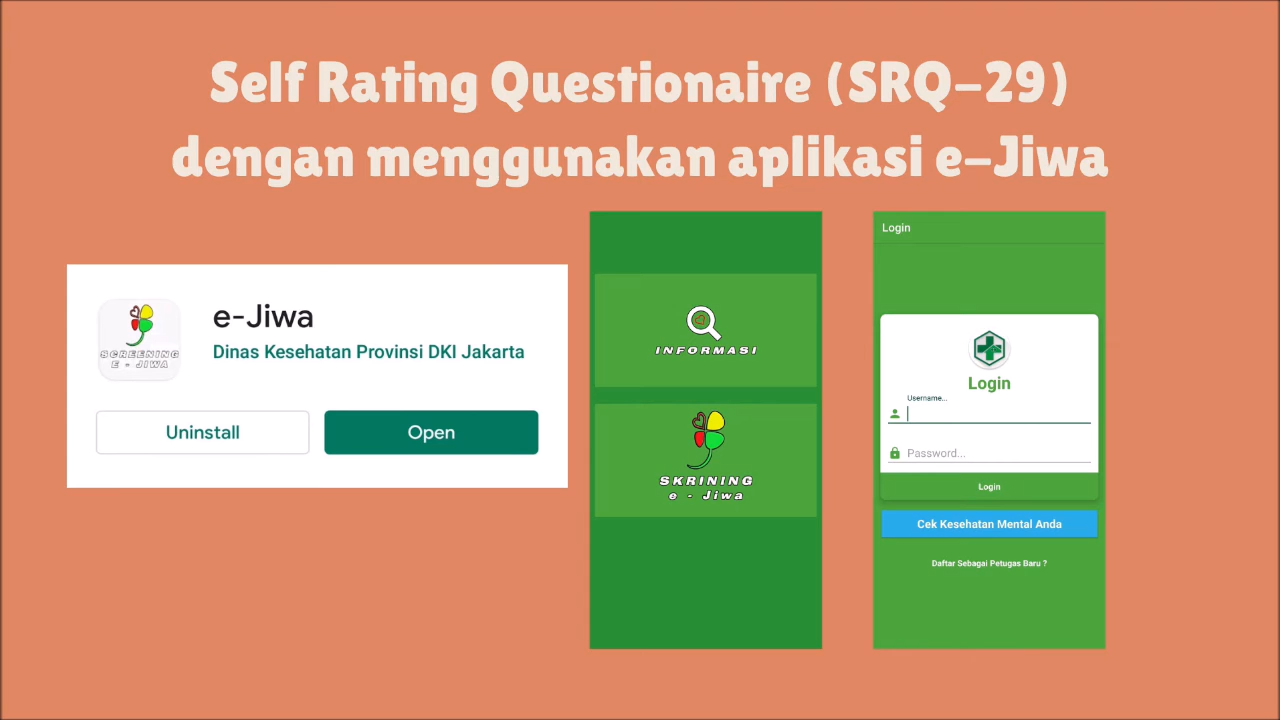 Self Rating Questionaire (SRQ-29)
dengan menggunakan aplikasi e-Jiwa
SCREENING
E - JIWA
e-Jiwa
Dinas Kesehatan Provinsi DKI Jakarta
Uninstall
Open
INFORMASI
SKRINING
e - Jiwa
Login
Login
Username...
Password...
Login
Cek Kesehatan Mental Anda
Daftar Sebagai Petugas Baru ?